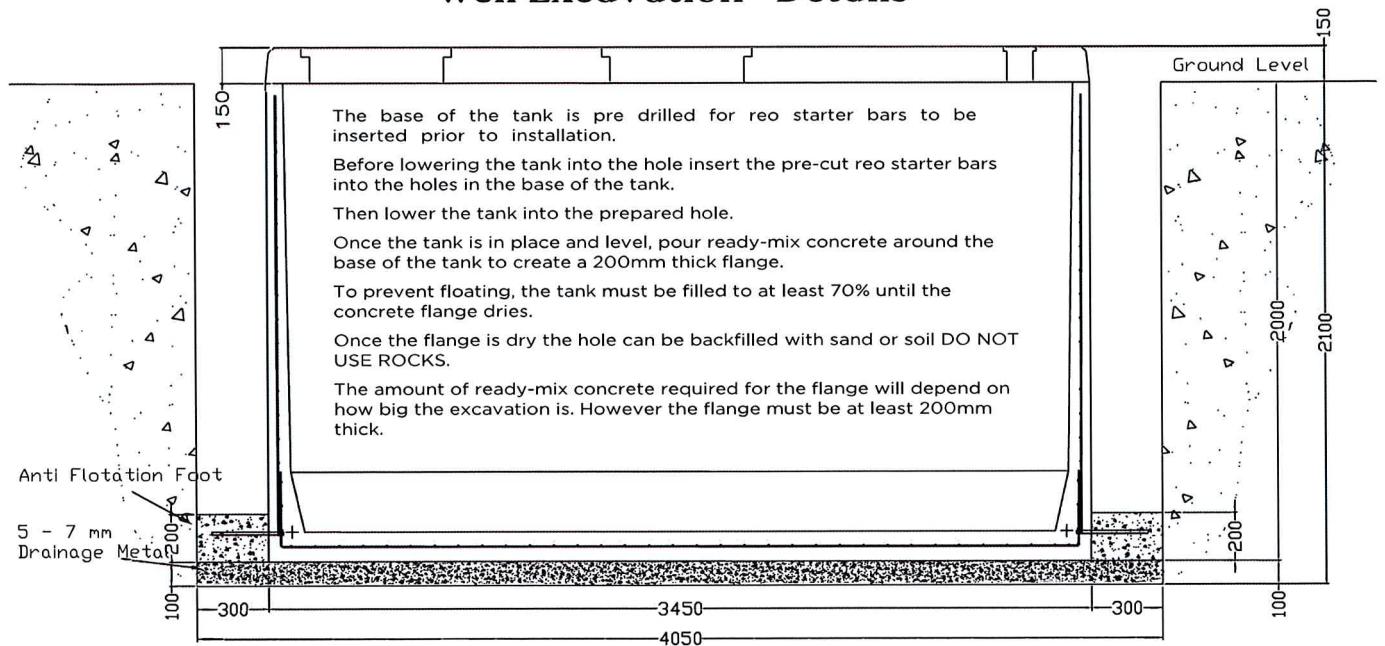 150
Ground Level
150
The base of the tank is pre drilled for reo starter bars to be
inserted prior to installation.
Before lowering the tank into the hole insert the pre-cut reo starter bars
into the holes in the base of the tank.
Then lower the tank into the prepared hole.
Once the tank is in place and level, pour ready-mix concrete around the
base of the tank to create a 200mm thick flange.
To prevent floating, the tank must be filled to at least 70% until the
concrete flange dries.
Once the flange is dry the hole can be backfilled with sand or soil DO NOT
USE ROCKS.
The amount of ready-mix concrete required for the flange will depend on
how big the excavation is. However the flange must be at least 200mm
thick.
2000
2100
Anti Flotation Foot
5 - 7 mm
Drainage Metal
200
200
100
300
3450
300
100
4050